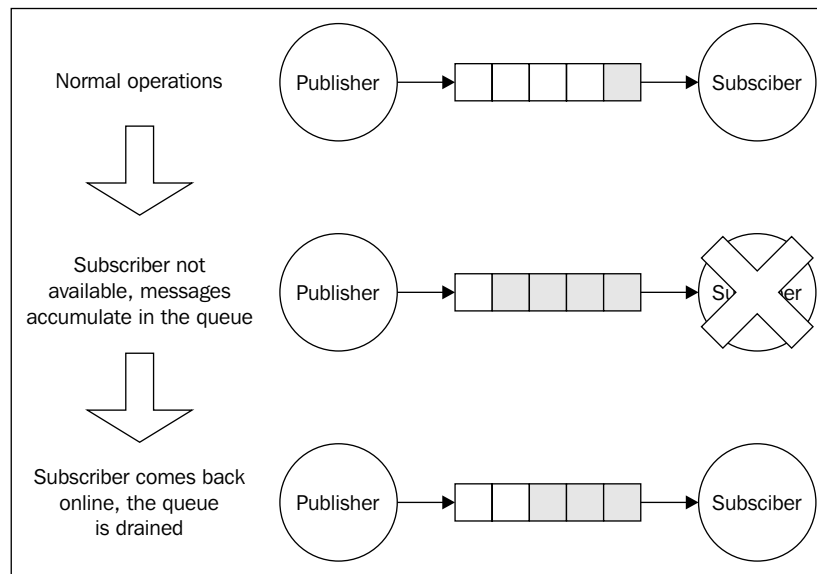 Normal operations
Publisher
Subsciber
Subscriber not
available, messages
accumulate in the queue
Publisher
Subscriber comes back
online, the queue
is drained
Publisher
Subsciber